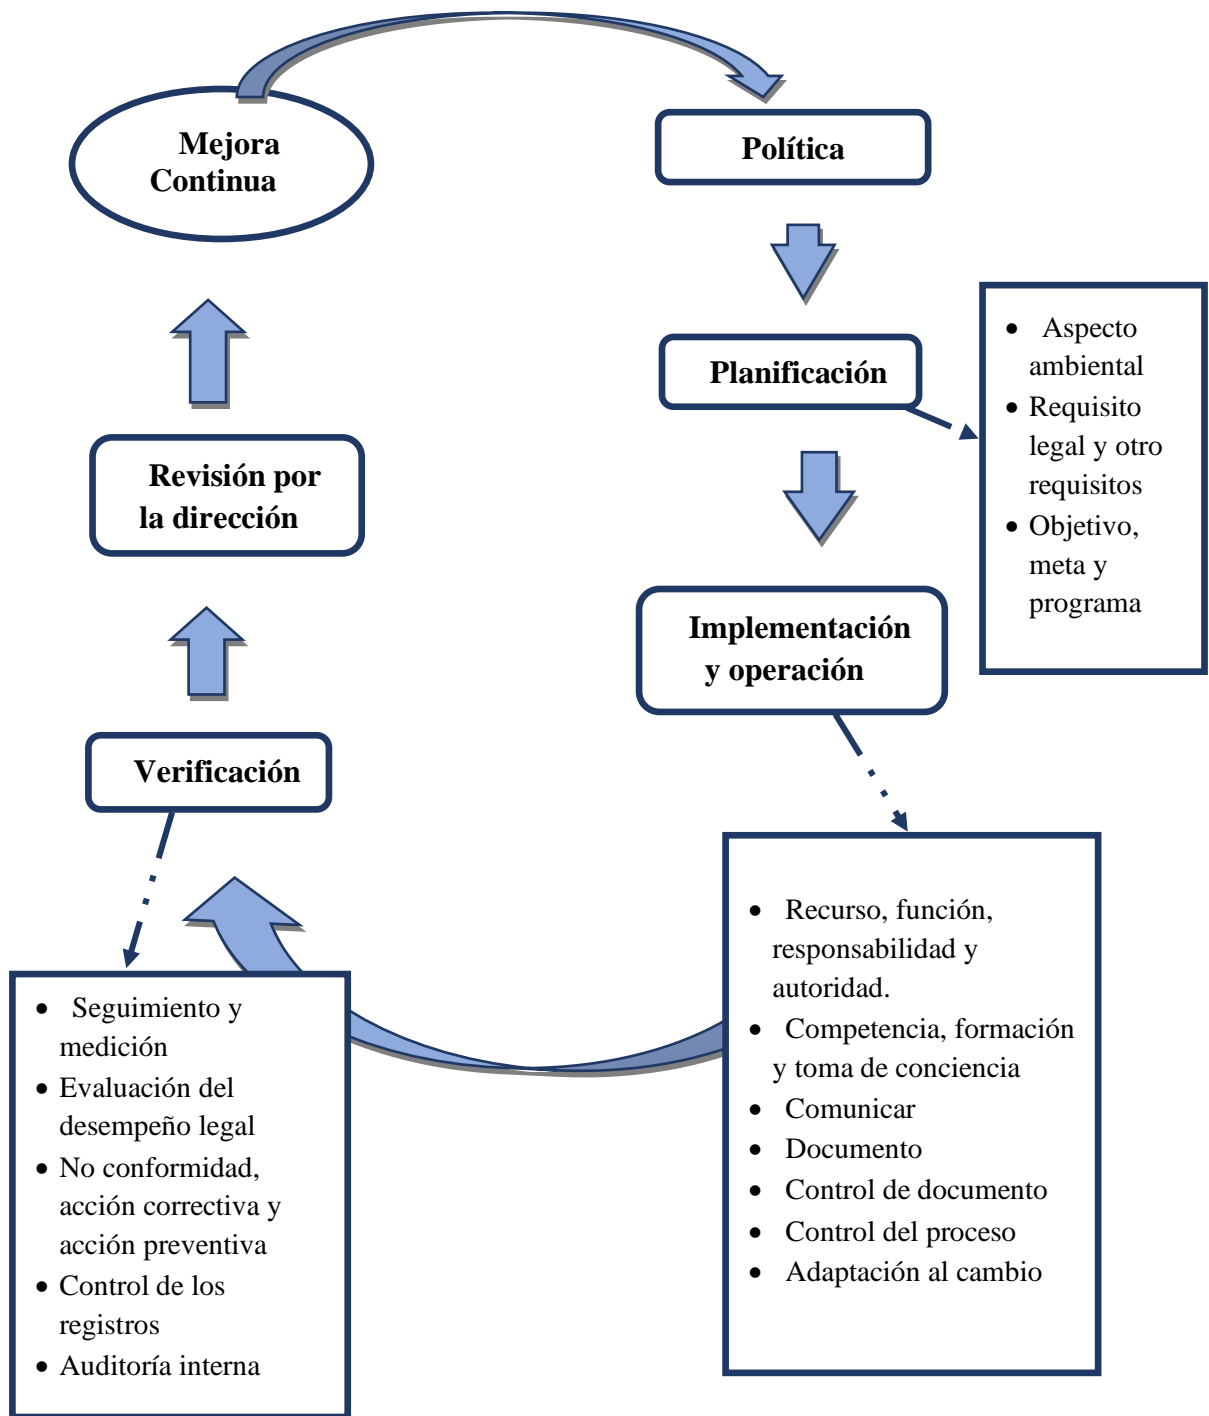 Mejora
Continua
Política
Planificación
• Aspecto
ambiental
• Requisito
legal y otro
requisitos
• Objetivo,
meta y
programa
Revisión por
la dirección
Implementación
y operación
Verificación
• Recurso, función,
responsabilidad y
autoridad.
• Competencia, formación
y toma de conciencia
• Comunicar
• Documento
• Control de documento
• Control del proceso
• Adaptación al cambio
• Seguimiento y
medición
• Evaluación del
desempeño legal
• No conformidad,
acción correctiva y
acción preventiva
• Control de los
registros
• Auditoría interna